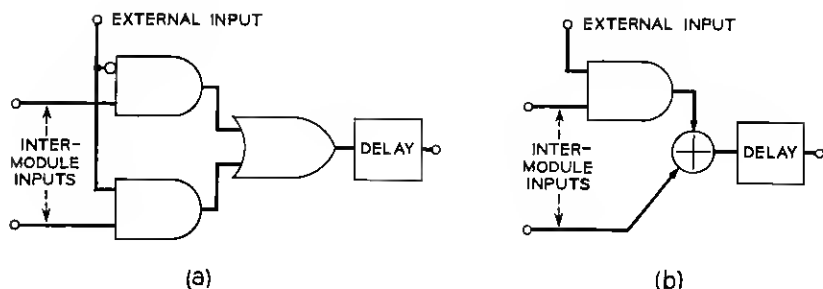 EXTERNAL INPUT
INTER-
MODULE
INPUTS
DELAY
(a)
EXTERNAL INPUT
INTER-
MODULE
INPUTS
DELAY
(b)